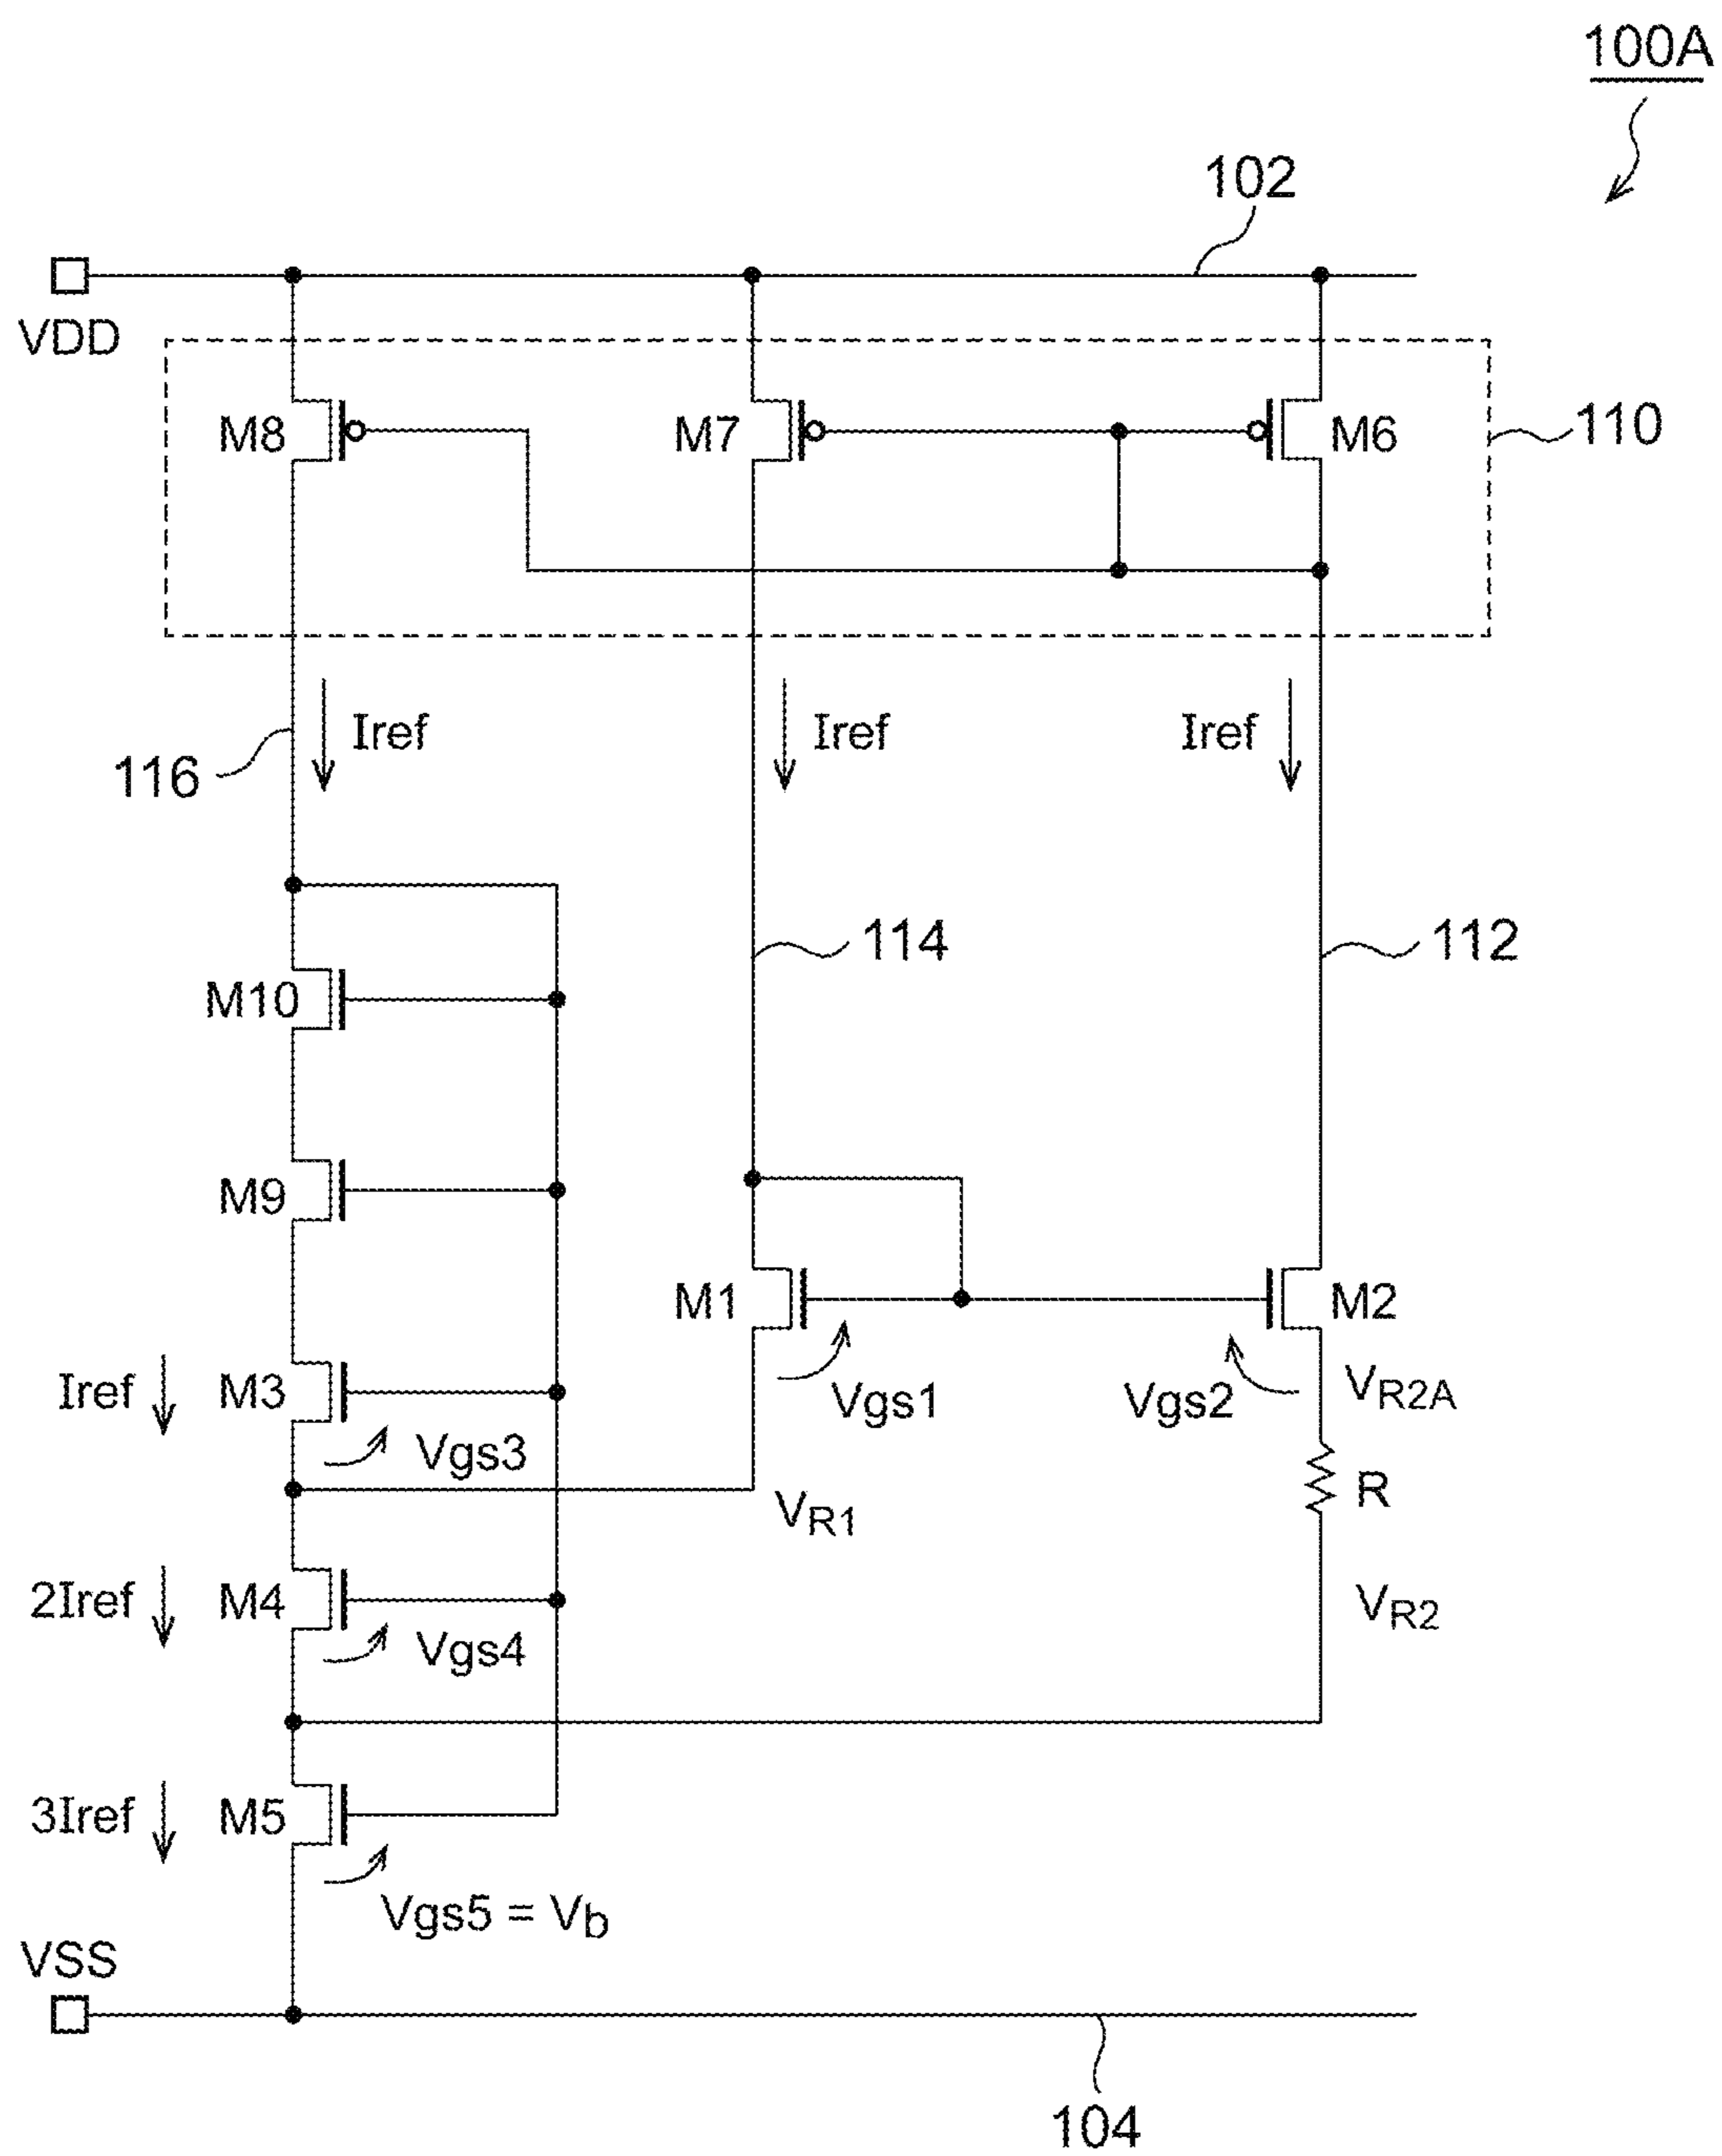 100A
102
VDD
M8
M7
M6
110
Iref
Iref
Iref
116
114
112
M10
M9
M1
M2
Iref
M3
Vgs1
Vgs2
VR2A
Vgs3
VR1
R
2Iref
M4
Vgs4
VR2
3Iref
M5
Vgs5 = Vb
VSS
104